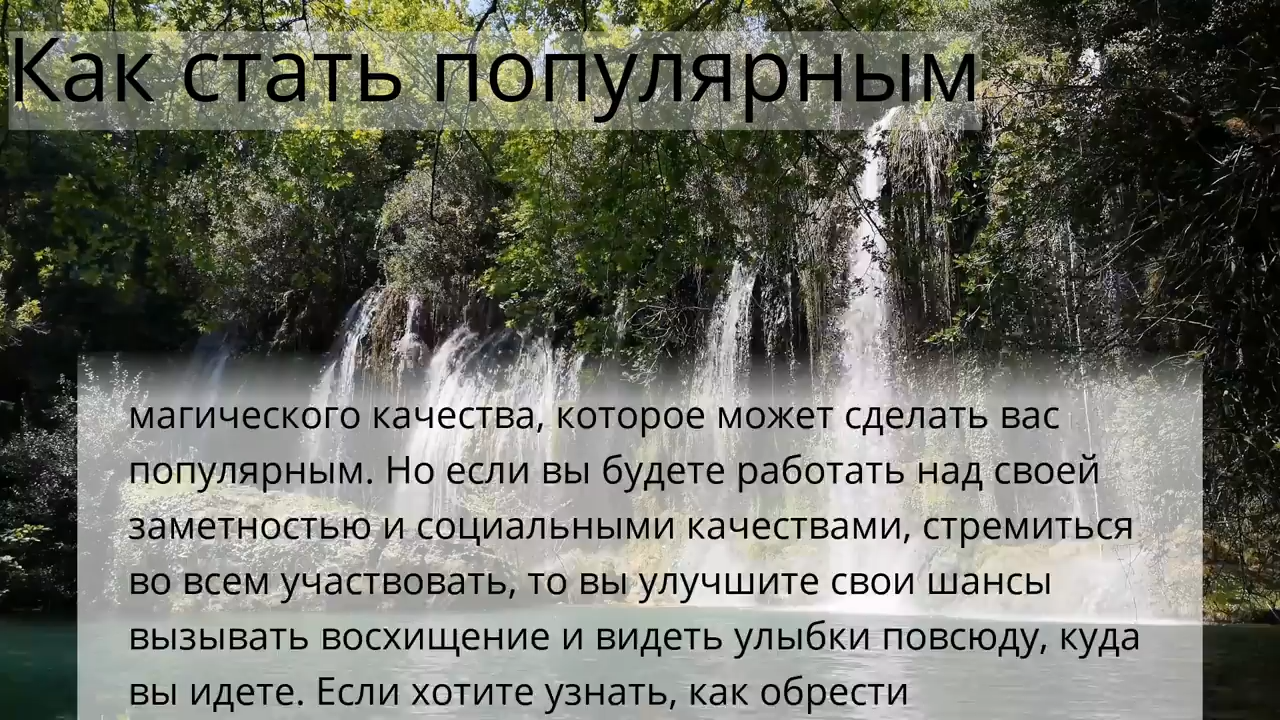 Как стать популярным
магического качества, которое может сделать вас
популярным. Но если вы будете работать над своей
заметностью и социальными качествами, стремиться
во всем участвовать, то вы улучшите свои шансы
вызывать восхищение и видеть улыбки повсюду, куда
вы идете. Если хотите узнать, как обрести